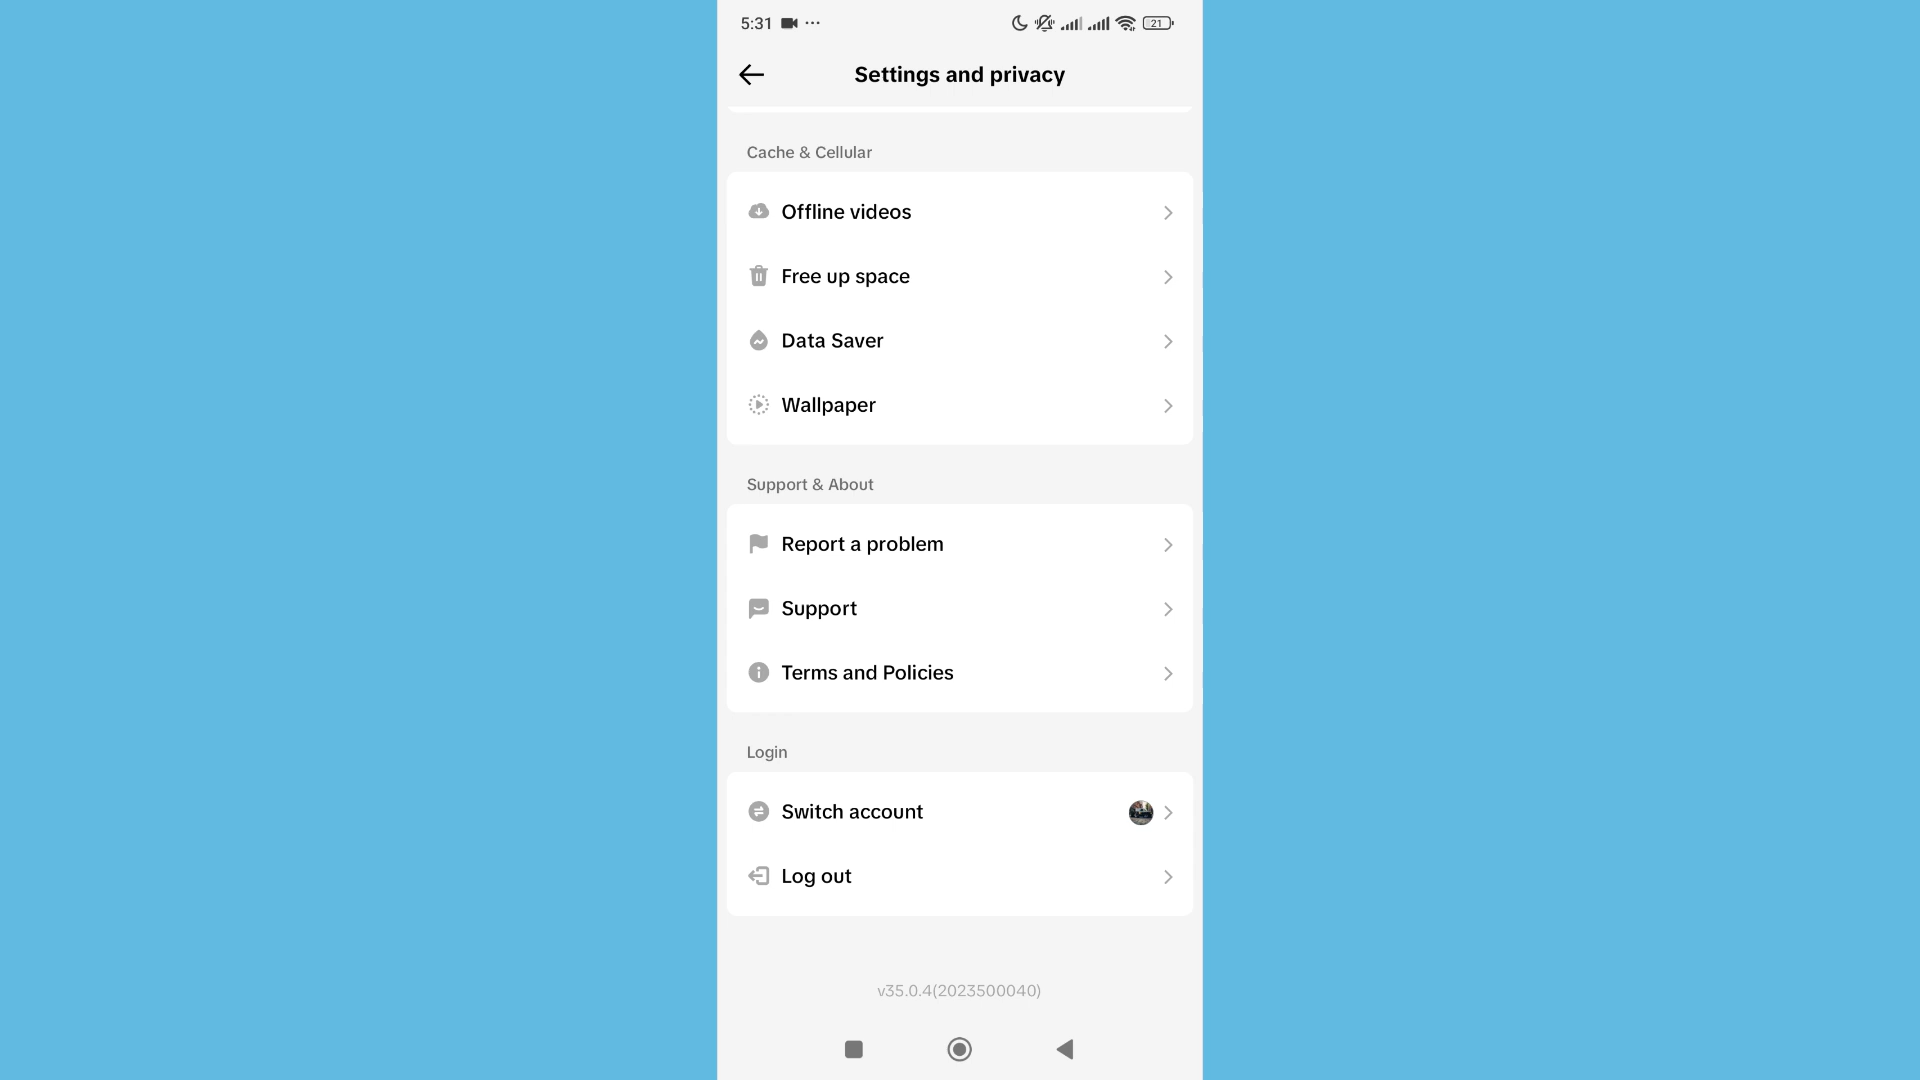 5:31
21
Settings and privacy
Cache & Cellular
Offline videos
Free up space
Data Saver
Wallpaper
Support & About
Report a problem
Support
Terms and Policies
Login
Switch account
Log out
v35.0.4(2023500040)